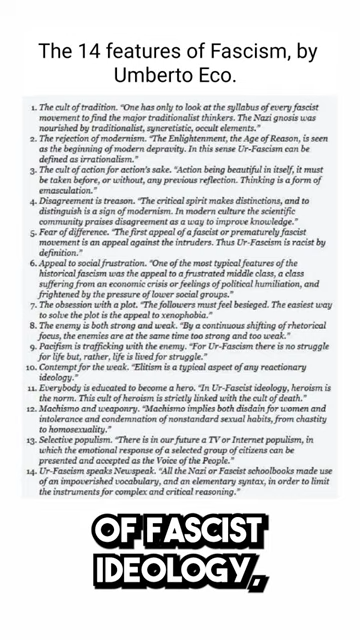 The 14 features of Fascism, by
Umberto Eco.
1. The cult of tradition. "One has only to look at the syllabus of every fascist
movement to find the major traditionalist thinkers. The Nazi gnosis was
nourished by traditionalist, syncretistic, occult elements."
2. The rejection of modernism. "The Enlightenment, the Age of Reason, is seen
as the beginning of modern depravity. In this sense Ur-Fascism can be
defined as irrationalism."
3. The cult of action for action's sake. "Action being beautiful in itself, it must
be taken before, or without, any previous reflection. Thinking is a form of
emasculation."
4. Disagreement is treason. "The critical spirit makes distinctions, and to
distinguish is a sign of modernism. In modern culture the scientific
community praises disagreement as a way to improve knowledge."
5. Fear of difference. "The first appeal of a fascist or prematurely fascist
movement is an appeal against the intruders. Thus Ur-Fascism is racist by
definition."
6. Appeal to social frustration. "One of the most typical features of the
historical fascism was the appeal to a frustrated middle class, a class
suffering from an economic crisis or feelings of political humiliation, and
frightened by the pressure of lower social groups."
7. The obsession with a plot. "The followers must feel besieged. The easiest way
to solve the plot is the appeal to xenophobia."
8. The enemy is both strong and weak. "By a continuous shifting of rhetorical
focus, the enemies are at the same time too strong and too weak."
9. Pacifism is trafficking with the enemy. "For Ur-Fascism there is no struggle
for life but, rather, life is lived for struggle."
10. Contempt for the weak. "Elitism is a typical aspect of any reactionary
ideology."
11. Everybody is educated to become a hero. "In Ur-Fascist ideology, heroism is the
norm. This cult of heroism is strictly linked with the cult of death."
12. Machismo and weaponry. "Machismo implies both disdain for women and
intolerance and condemnation of nonstandard sexual habits, from chastity
to homosexuality."
13. Selective populism. "There is in our future a TV or Internet populism, in
which the emotional response of a selected group of citizens can be
presented and accepted as the Voice of the People."
14. Ur-Fascism speaks Newspeak. "All the Nazi or Fascist schoolbooks made use
of an impoverished vocabulary, and an elementary syntax, in order to limit
the instruments for complex and critical reasoning."
OF FASCIST
IDEOLOGY,